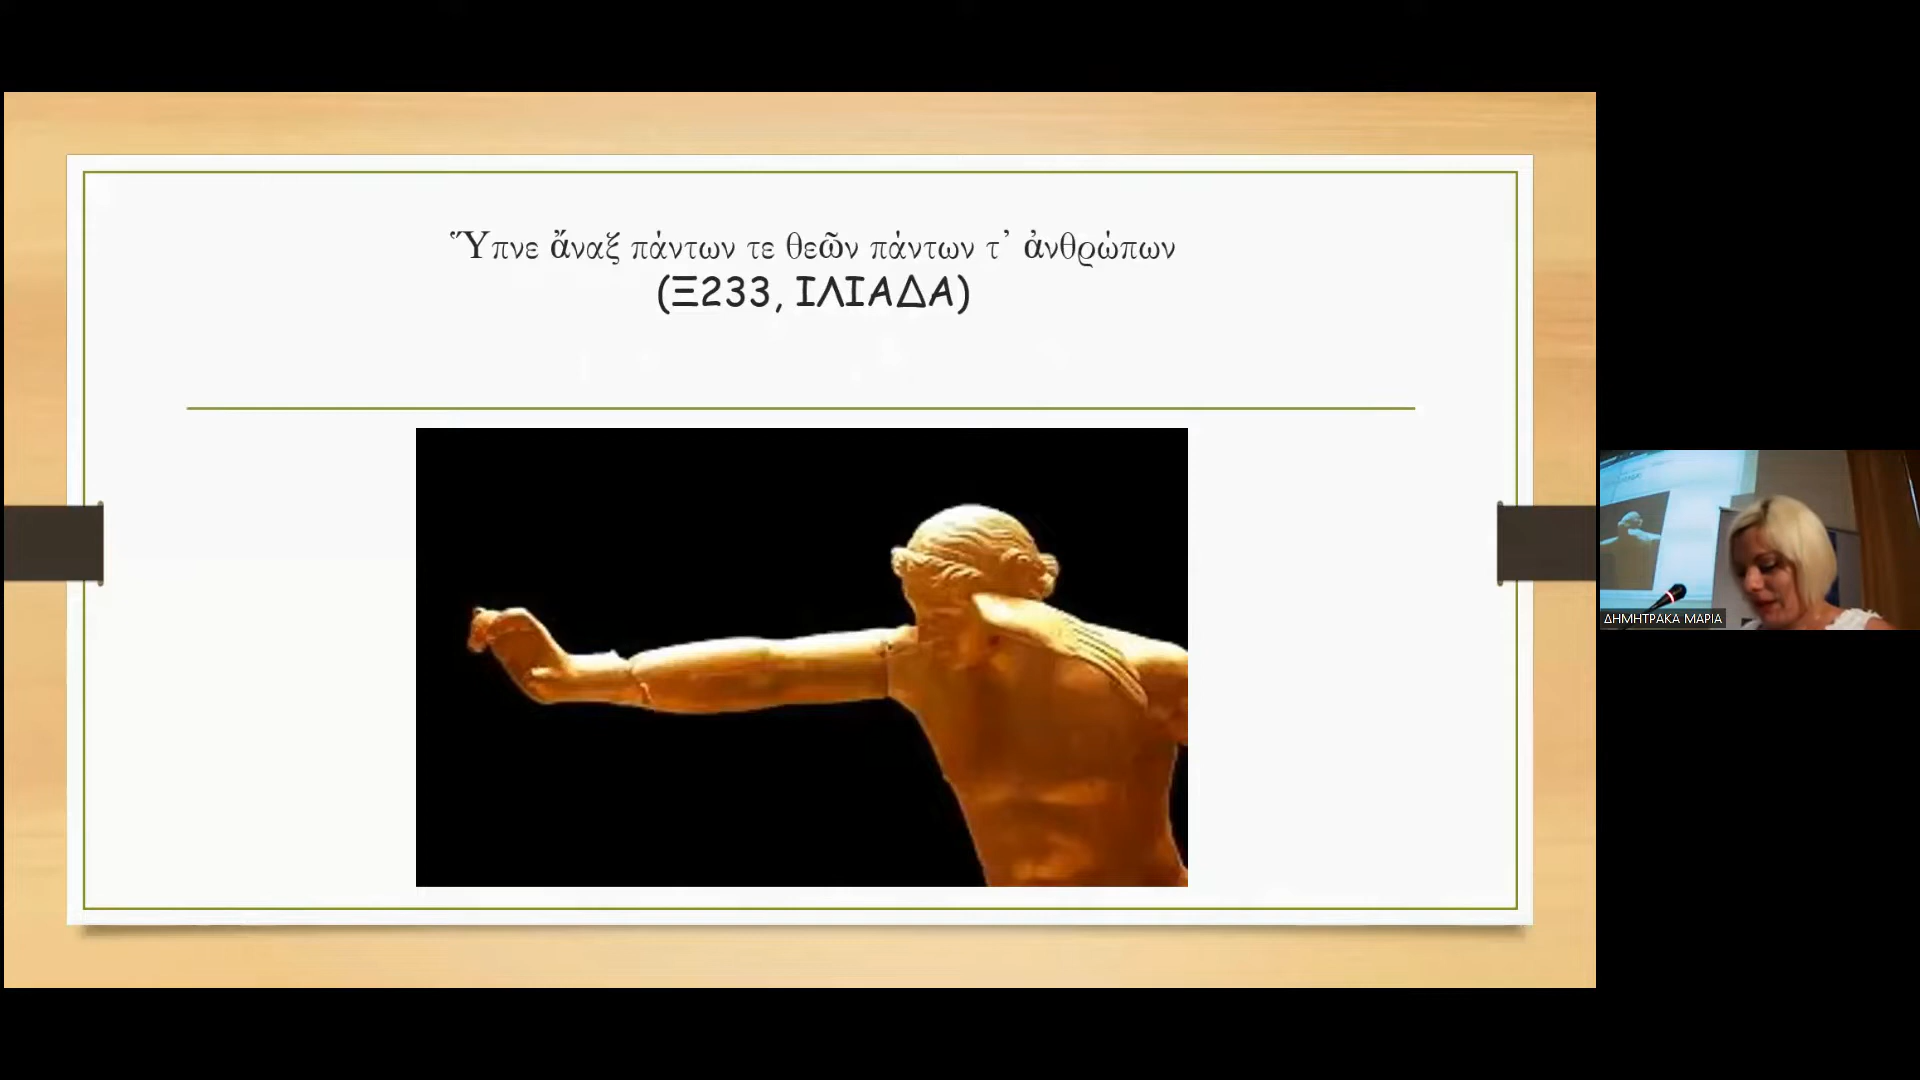 Ὕπνε ἄναξ πάντων τε θεῶν πάντων τ᾽ ἀνθρώπων
(Ξ233, ΙΛΙΑΔΑ)
ΔΗΜΗΤΡΑΚΑ ΜΑΡΙΑ